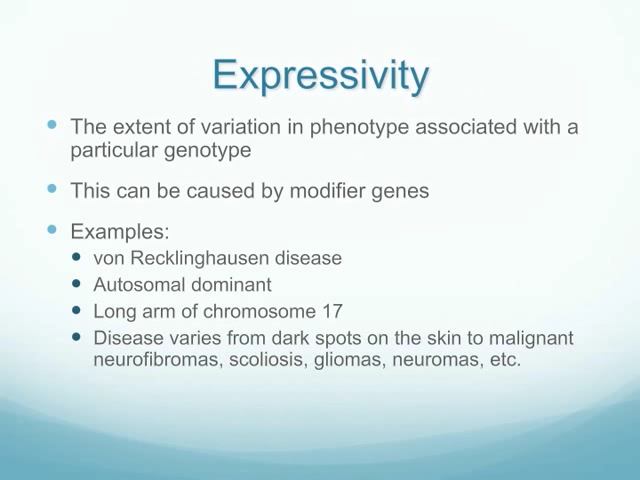 Expressivity
The extent of variation in phenotype associated with a
particular genotype
This can be caused by modifier genes
Examples:
von Recklinghausen disease
Autosomal dominant
Long arm of chromosome 17
Disease varies from dark spots on the skin to malignant
neurofibromas, scoliosis, gliomas, neuromas, etc.